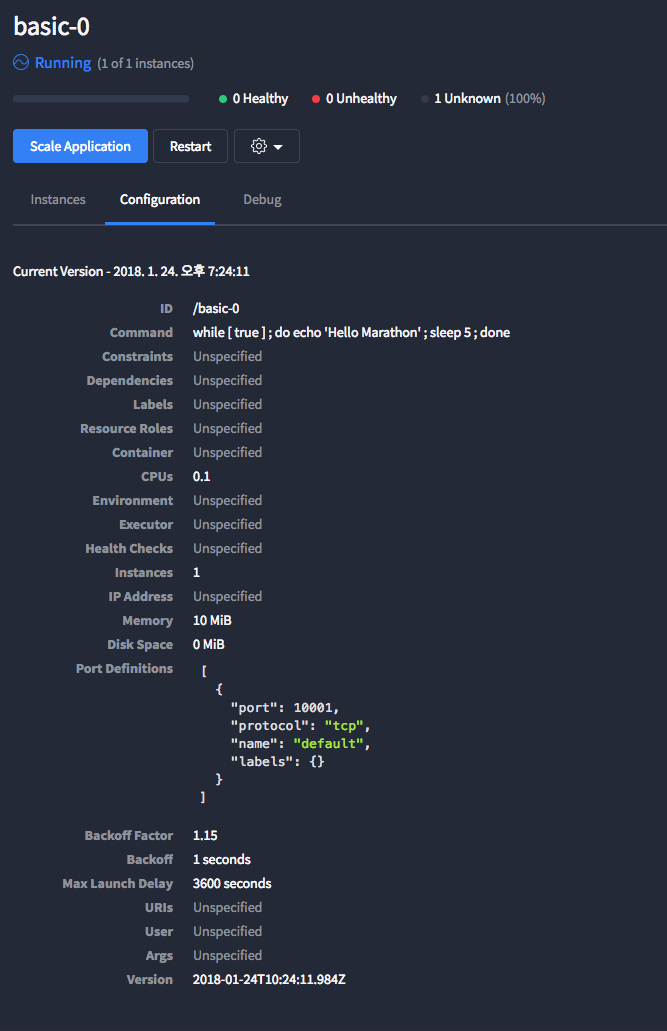 basic-0
Running (1 of 1 instances)
0 Healthy 0 Unhealthy 1 Unknown (100%)
Scale Application Restart
Instances Configuration Debug
Current Version - 2018. 1. 24. 오후 7:24:11
ID /basic-0
Command while [ true ] ; do echo 'Hello Marathon' ; sleep 5 ; done
Constraints Unspecified
Dependencies Unspecified
Labels Unspecified
Resource Roles Unspecified
Container Unspecified
CPUs 0.1
Environment Unspecified
Executor Unspecified
Health Checks Unspecified
Instances 1
IP Address Unspecified
Memory 10 MiB
Disk Space 0 MiB
Port Definitions [
{
"port": 10001,
"protocol": "tcp",
"name": "default",
"labels": {}
}
]
Backoff Factor 1.15
Backoff 1 seconds
Max Launch Delay 3600 seconds
URIs Unspecified
User Unspecified
Args Unspecified
Version 2018-01-24T10:24:11.984Z